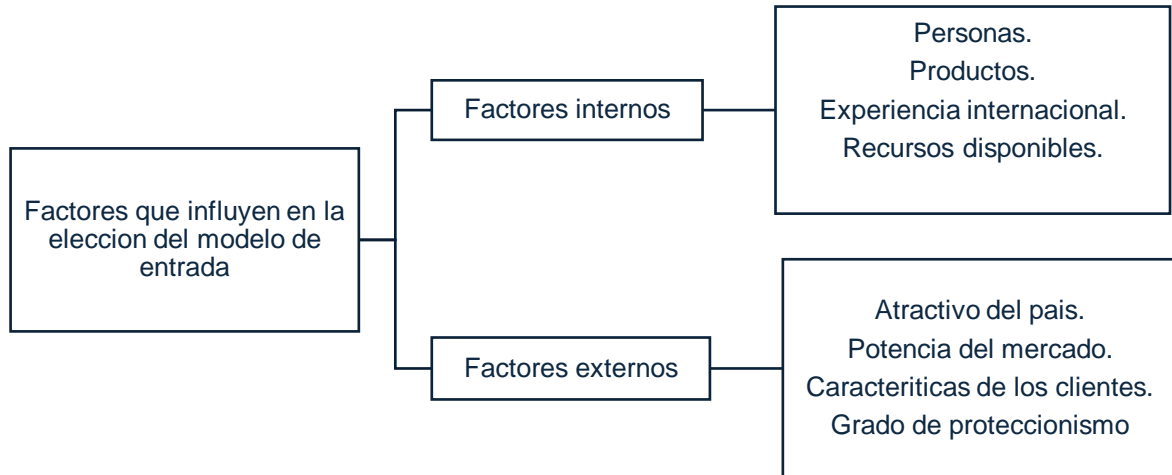 Factores que influyen en la
eleccion del modelo de
entrada
Factores internos
Personas.
Productos.
Experiencia internacional.
Recursos disponibles.
Factores externos
Atractivo del pais.
Potencia del mercado.
Caracteriticas de los clientes.
Grado de proteccionismo